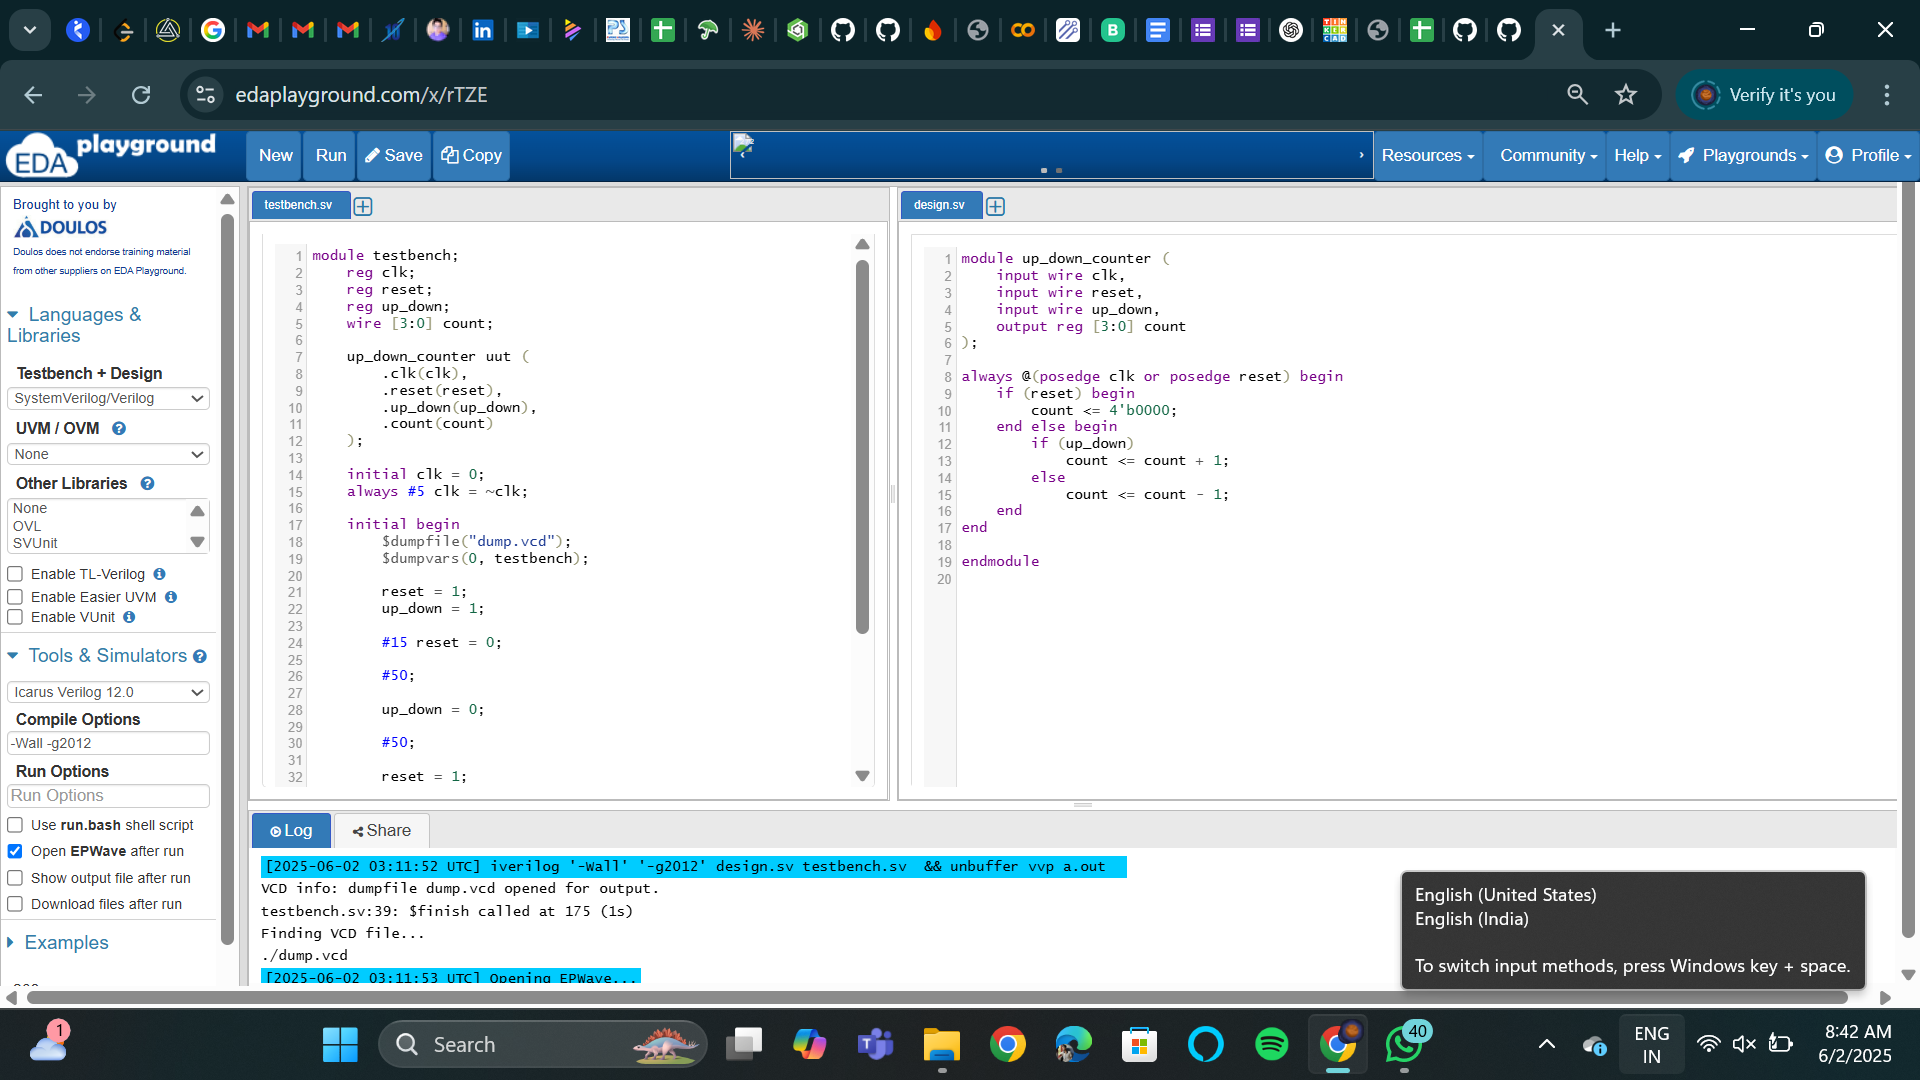 edaplayground.com/x/rTZE
Verify it's you
EDA playground
New
Run
Save
Copy
Resources
Community
Help
Playgrounds
Profile
Brought to you by
DOULOS
Doulos does not endorse training material
from other suppliers on EDA Playground.
Languages &
Libraries
Testbench + Design
SystemVerilog/Verilog
UVM / OVM
None
Other Libraries
None
OVL
SVUnit
Enable TL-Verilog
Enable Easier UVM
Enable VUnit
Tools & Simulators
Icarus Verilog 12.0
Compile Options
-Wall -g2012
Run Options
Run Options
Use run.bash shell script
Open EPWave after run
Show output file after run
Download files after run
Examples
testbench.sv
1 module testbench;
2 reg clk;
3 reg reset;
4 reg up_down;
5 wire [3:0] count;
6
7 up_down_counter uut (
8 .clk(clk),
9 .reset(reset),
10 .up_down(up_down),
11 .count(count)
12 );
13
14 initial clk = 0;
15 always #5 clk = ~clk;
16
17 initial begin
18 $dumpfile("dump.vcd");
19 $dumpvars(0, testbench);
20
21 reset = 1;
22 up_down = 1;
23
24 #15 reset = 0;
25
26 #50;
27
28 up_down = 0;
29
30 #50;
31
32 reset = 1;
design.sv
1 module up_down_counter (
2 input wire clk,
3 input wire reset,
4 input wire up_down,
5 output reg [3:0] count
6 );
7
8 always @(posedge clk or posedge reset) begin
9 if (reset) begin
10 count <= 4'b0000;
11 end else begin
12 if (up_down)
13 count <= count + 1;
14 else
15 count <= count - 1;
16 end
17 end
18
19 endmodule
20
Log
Share
[2025-06-02 03:11:52 UTC] iverilog '-Wall' '-g2012' design.sv testbench.sv && unbuffer vvp a.out
VCD info: dumpfile dump.vcd opened for output.
testbench.sv:39: $finish called at 175 (1s)
Finding VCD file...
./dump.vcd
[2025-06-02 03:11:53 UTC] Opening EPWave...
English (United States)
English (India)
To switch input methods, press Windows key + space.
1
Search
40
ENG
IN
8:42 AM
6/2/2025